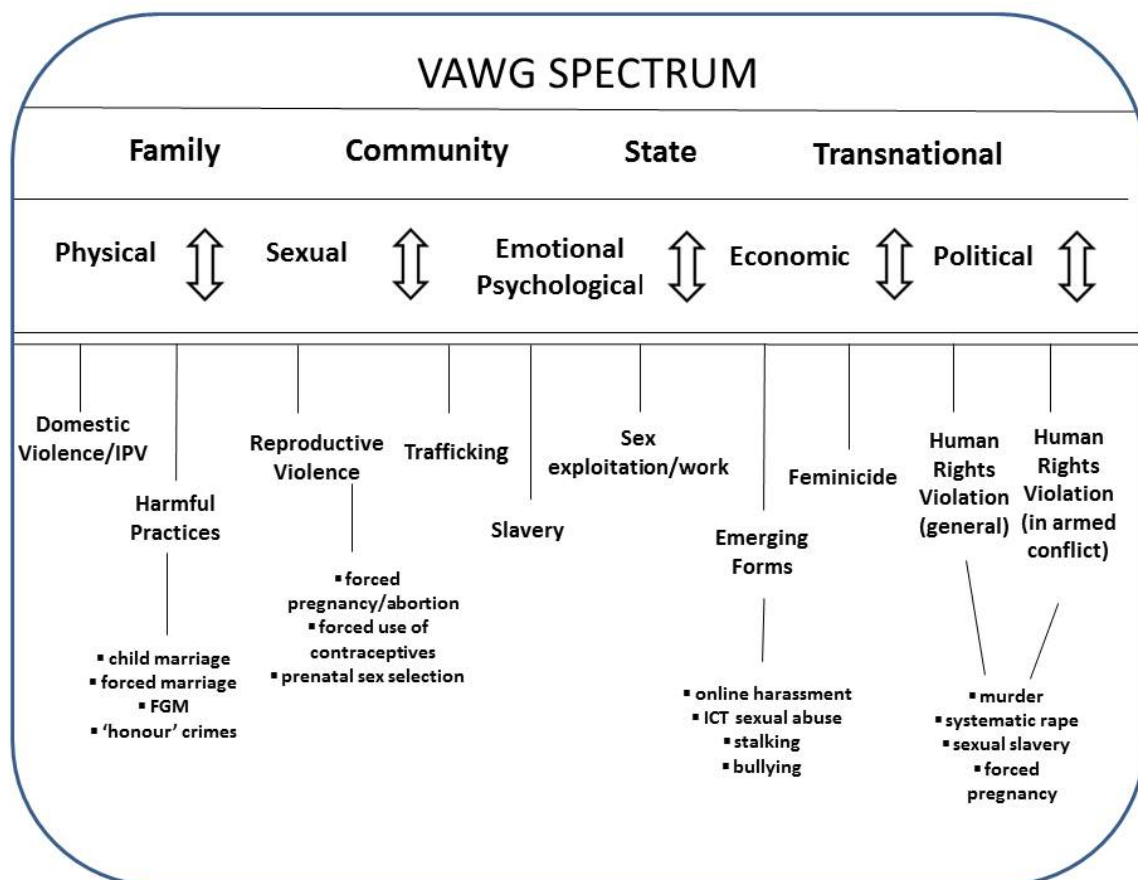 VAWG SPECTRUM
Family Community State Transnational
Physical Sexual Emotional Psychological Economic Political
Domestic
Violence/IPV
Harmful
Practices
▪ child marriage
▪ forced marriage
▪ FGM
▪ ‘honour’ crimes
Reproductive
Violence
▪ forced
pregnancy/abortion
▪ forced use of
contraceptives
▪ prenatal sex selection
Trafficking
Slavery
Sex
exploitation/work
Emerging
Forms
▪ online harassment
▪ ICT sexual abuse
▪ stalking
▪ bullying
Feminicide
Human
Rights
Violation
(general)
Human
Rights
Violation
(in armed
conflict)
▪ murder
▪ systematic rape
▪ sexual slavery
▪ forced
pregnancy